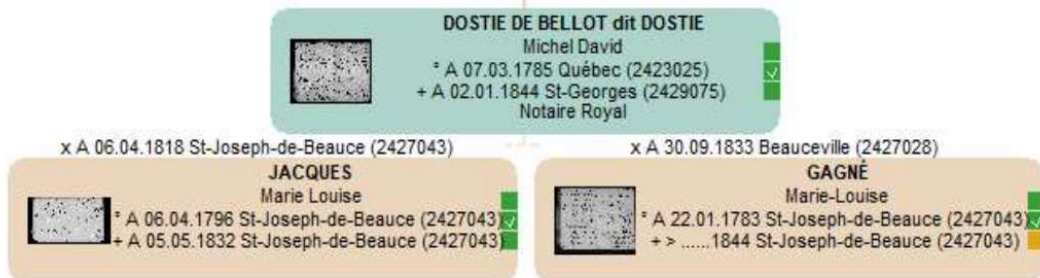 DOSTIE DE BELLOT dit DOSTIE
Michel David
° A 07.03.1785 Québec (2423025)
+ A 02.01.1844 St-Georges (2429075)
Notaire Royal
x A 06.04.1818 St-Joseph-de-Beauce (2427043)
JACQUES
Marie Louise
° A 06.04.1796 St-Joseph-de-Beauce (2427043)
+ A 05.05.1832 St-Joseph-de-Beauce (2427043)
x A 30.09.1833 Beauceville (2427028)
GAGNÉ
Marie-Louise
° A 22.01.1783 St-Joseph-de-Beauce (2427043)
+ > ......1844 St-Joseph-de-Beauce (2427043)